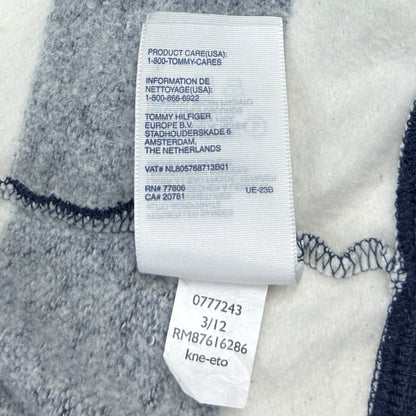 PRODUCT CARE(USA):
1-800-TOMMY-CARES
INFORMATION DE
NETTOYAGE(USA):
1-800-866-6922
TOMMY HILFIGER
EUROPE B.V.
STADHOUDERSKADE 6
AMSTERDAM,
THE NETHERLANDS
VAT# NL805768713B01
RN# 77806
CA# 20761
UE-23B
0777243
3/12
RM87616286
kne-eto